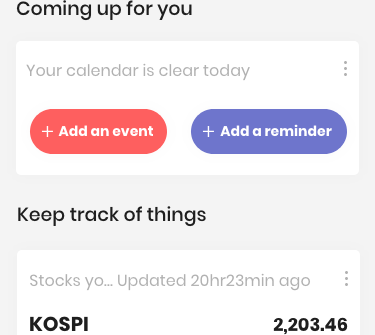 Coming up for you
Your calendar is clear today
+ Add an event
+ Add a reminder
Keep track of things
Stocks yo... Updated 20hr23min ago
KOSPI 2,203.46